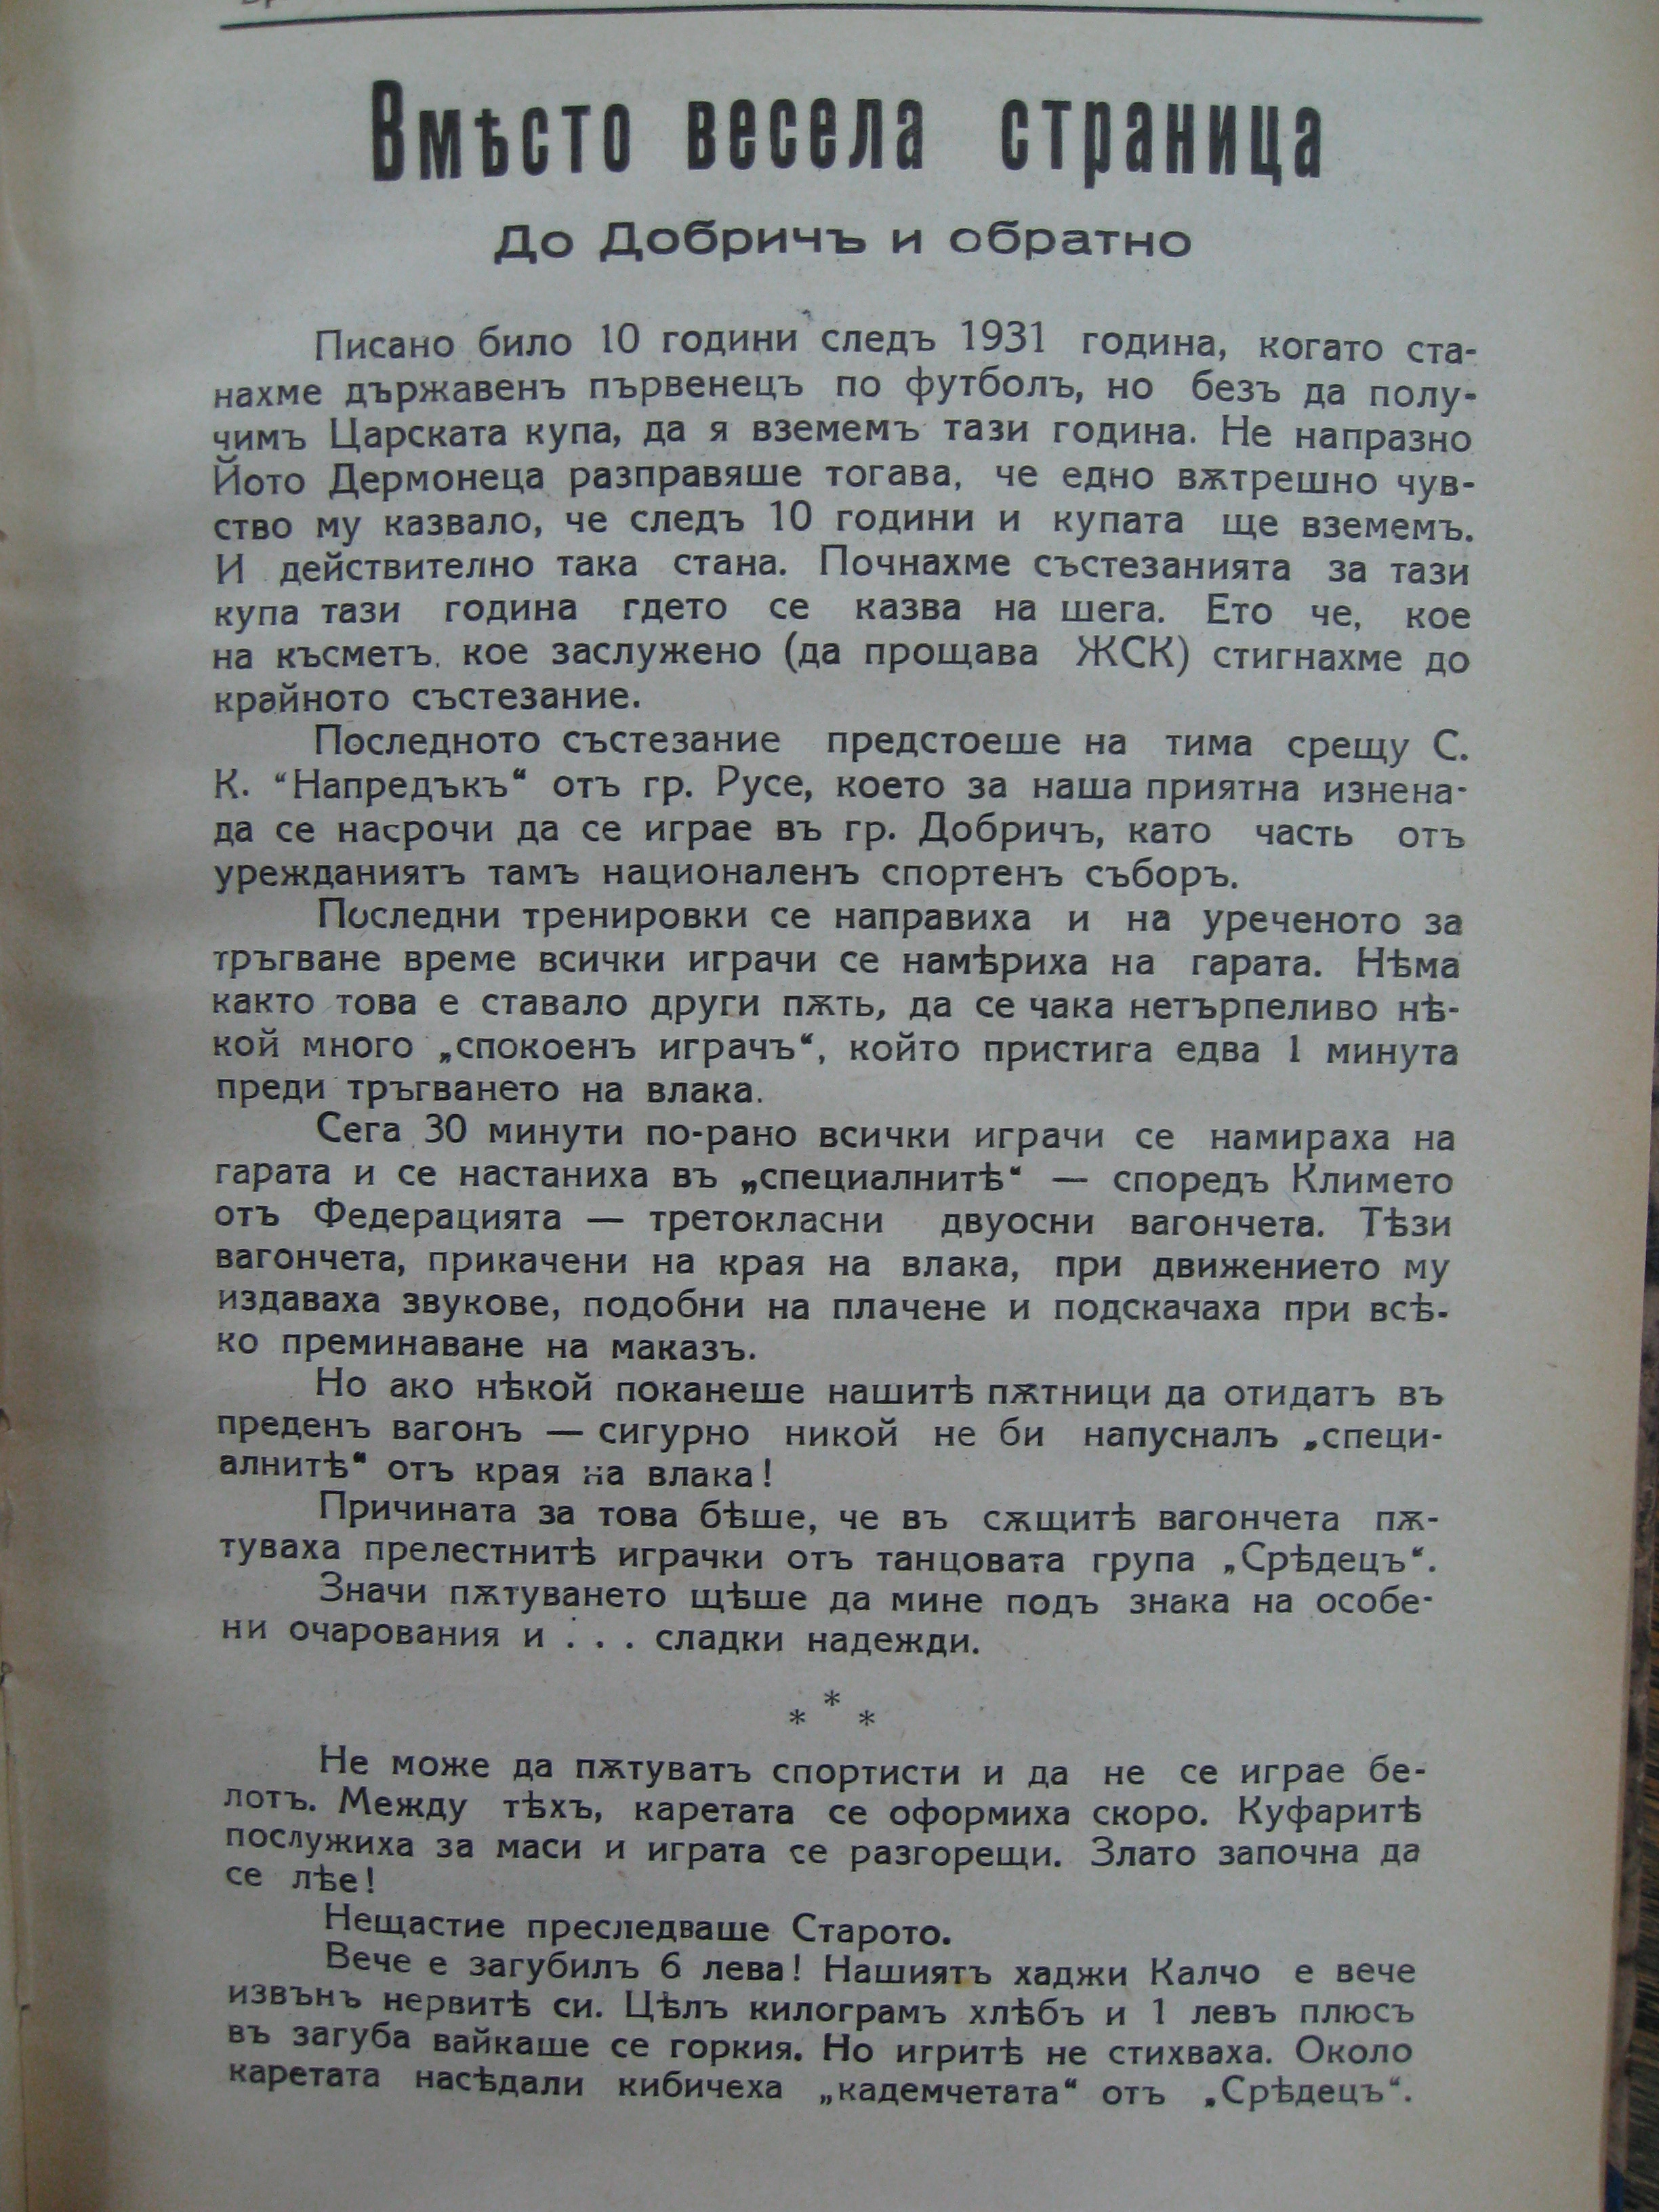 Вмѣсто весела страница
До Добричъ и обратно
Писано било 10 години следъ 1931 година, когато ста-
нахме държавенъ първенецъ по футболъ, но безъ да полу-
чимъ Царската купа, да я вземемъ тази година. Не напразно
Йото Дермонеца разправяше тогава, че едно вѫтрешно чув-
ство му казвало, че следъ 10 години и купата ще вземемъ.
И действително така стана. Почнахме състезанията за тази
купа тази година гдето се казва на шега. Ето че, кое
на късметъ, кое заслужено (да прощава ЖСК) стигнахме до
крайното състезание.
Последното състезание предстоеше на тима срещу С.
К. “Напредъкъ“ отъ гр. Русе, което за наша приятна изнена-
да се насрочи да се играе въ гр. Добричъ, като часть отъ
урежданиятъ тамъ националенъ спортенъ съборъ.
Последни тренировки се направиха и на уреченото за
тръгване време всички играчи се намѣриха на гарата. Нѣма
както това е ставало други пѫть, да се чака нетърпеливо нѣ-
кой много „спокоенъ играчъ“, който пристига едва 1 минута
преди тръгването на влака.
Сега 30 минути по-рано всички играчи се намираха на
гарата и се настаниха въ „специалнитѣ“ — споредъ Климето
отъ Федерацията — третокласни двуосни вагончета. Тѣзи
вагончета, прикачени на края на влака, при движението му
издаваха звукове, подобни на плачене и подскачаха при всѣ-
ко преминаване на маказъ.
Но ако нѣкой поканеше нашитѣ пѫтници да отидатъ въ
преденъ вагонъ — сигурно никой не би напусналъ „специ-
алнитѣ“ отъ края на влака!
Причината за това бѣше, че въ сѫщитѣ вагончета пѫ-
туваха прелестнитѣ играчки отъ танцовата група „Срѣдецъ“.
Значи пѫтуването щѣше да мине подъ знака на особе-
ни очарования и . . . сладки надежди.
* * *
Не може да пѫтуватъ спортисти и да не се играе бе-
лотъ. Между тѣхъ, каретата се оформиха скоро. Куфаритѣ
послужиха за маси и играта се разгорещи. Злато започна да
се лѣе!
Нещастие преследваше Старото.
Вече е загубилъ 6 лева! Нашиятъ хаджи Калчо е вече
извънъ нервитѣ си. Цѣлъ килограмъ хлѣбъ и 1 левъ плюсъ
въ загуба вайкаше се горкия. Но игритѣ не стихваха. Около
каретата насѣдали кибичеха „кадемчетата“ отъ „Срѣдецъ“.